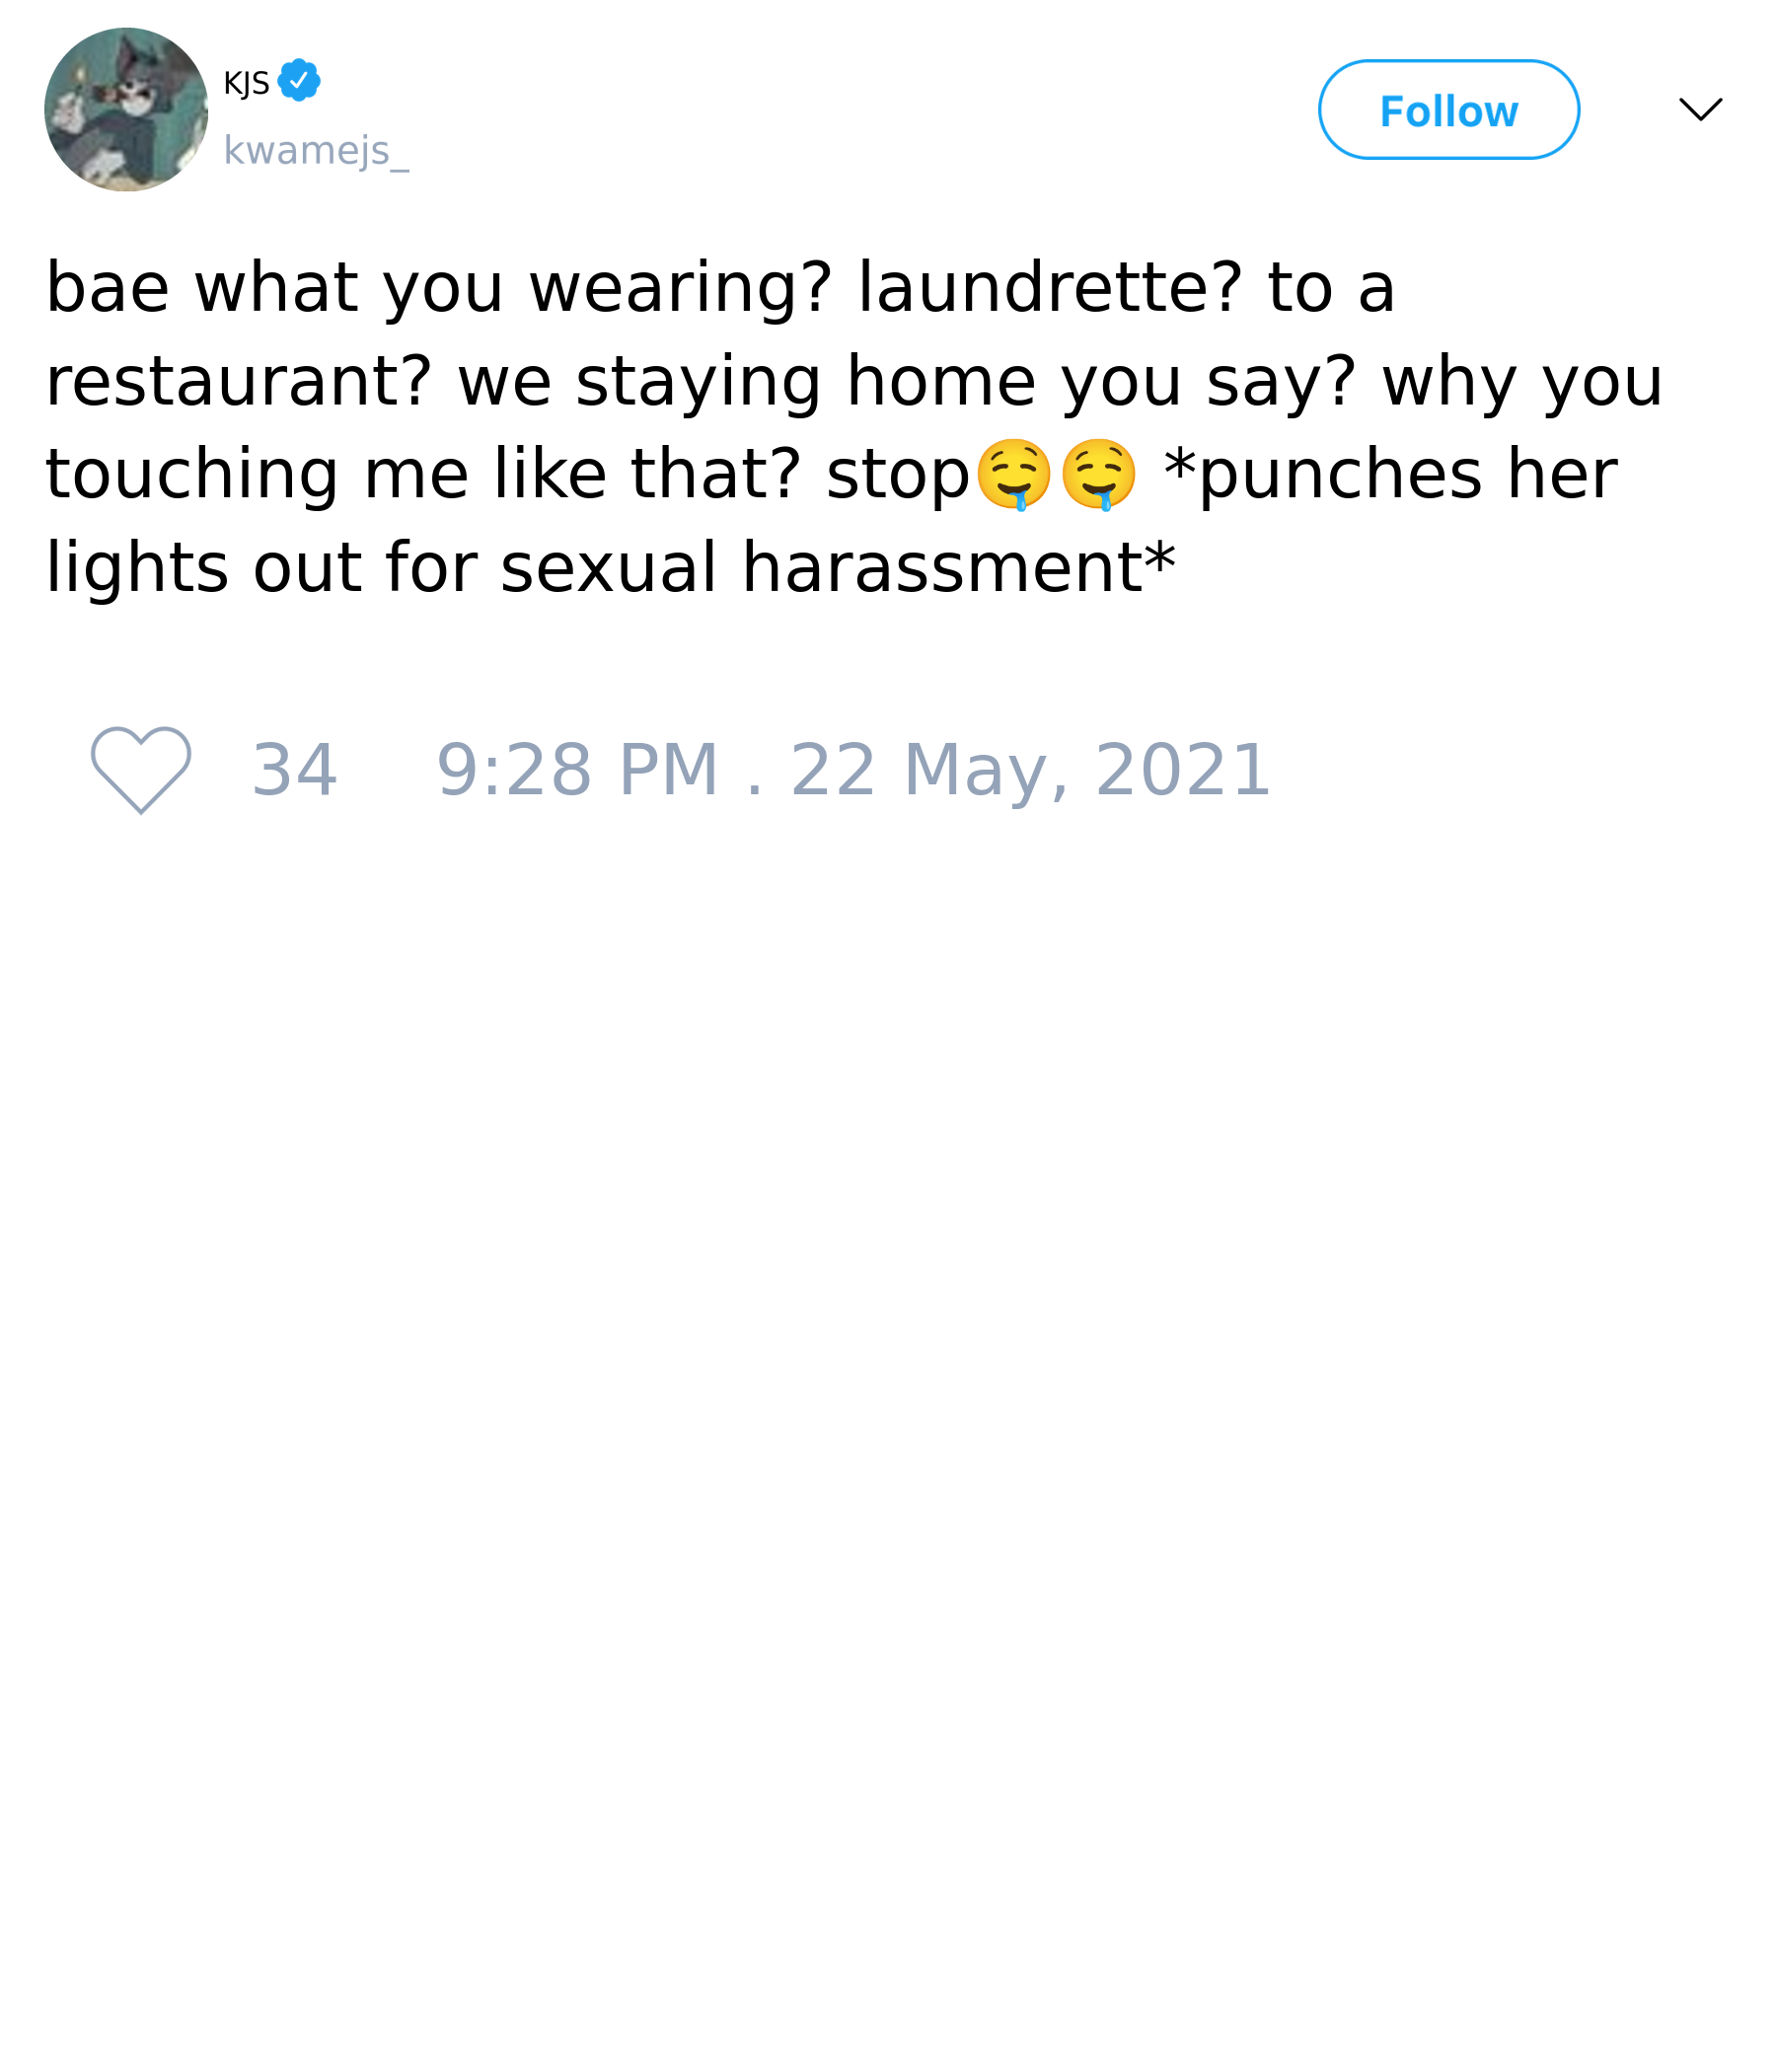 KJS
kwamejs_
Follow
bae what you wearing? laundrette? to a
restaurant? we staying home you say? why you
touching me like that? stop🤤🤤 *punches her
lights out for sexual harassment*
34 9:28 PM . 22 May, 2021